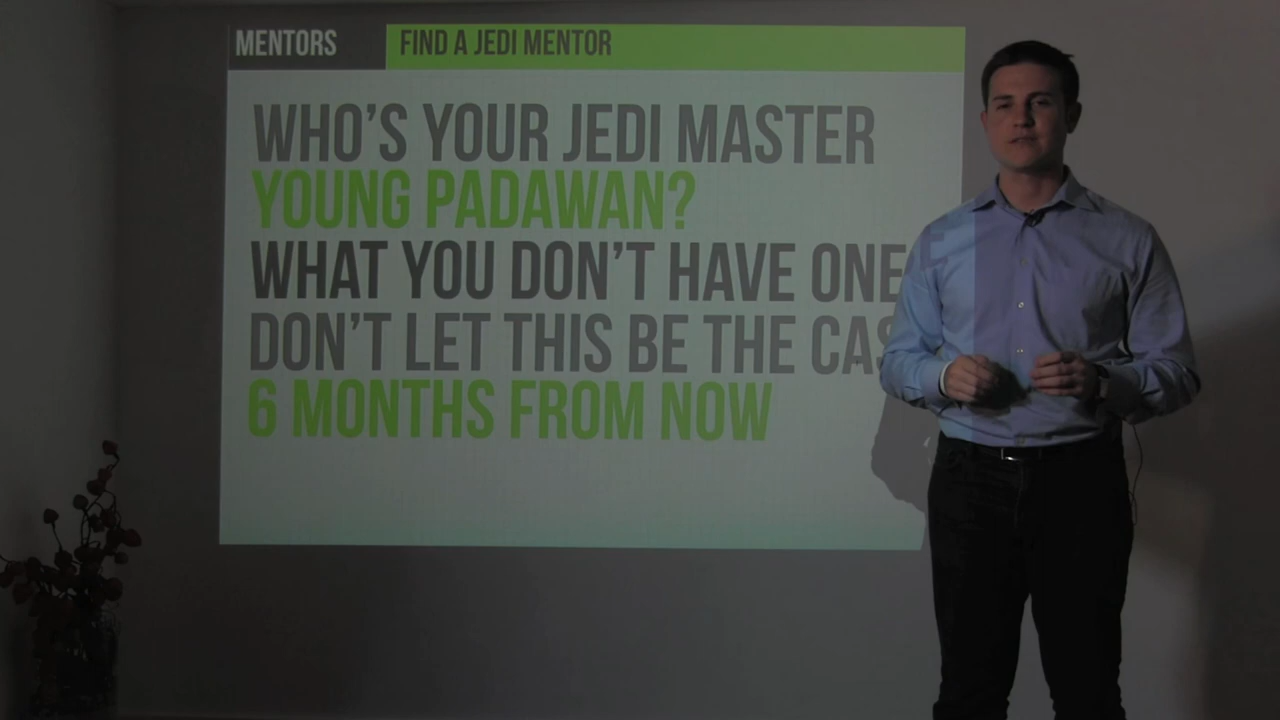 MENTORS
FIND A JEDI MENTOR
WHO'S YOUR JEDI MASTER
YOUNG PADAWAN?
WHAT YOU DON'T HAVE ONE
DON'T LET THIS BE THE CAS
6 MONTHS FROM NOW